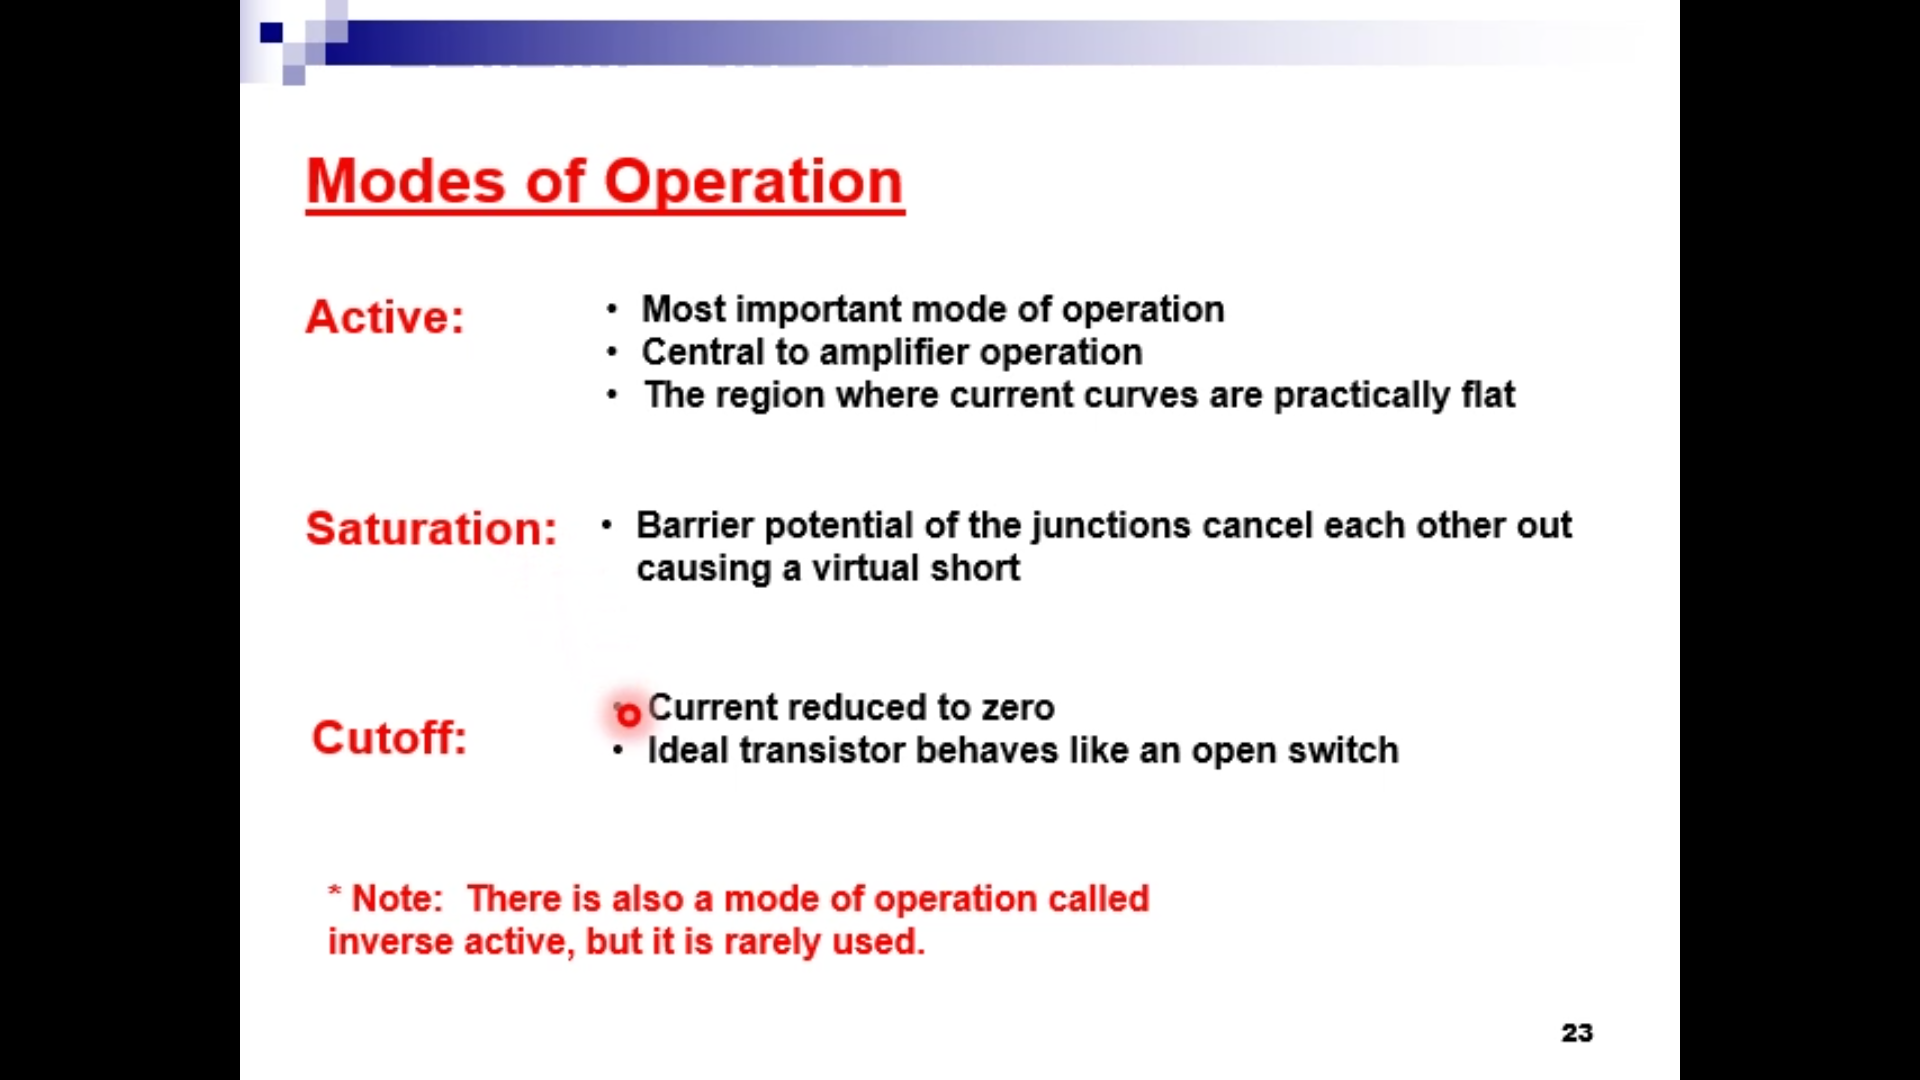 Modes of Operation
Active:
• Most important mode of operation
• Central to amplifier operation
• The region where current curves are practically flat
Saturation:
• Barrier potential of the junctions cancel each other out
causing a virtual short
Cutoff:
• Current reduced to zero
• Ideal transistor behaves like an open switch
* Note: There is also a mode of operation called
inverse active, but it is rarely used.
23